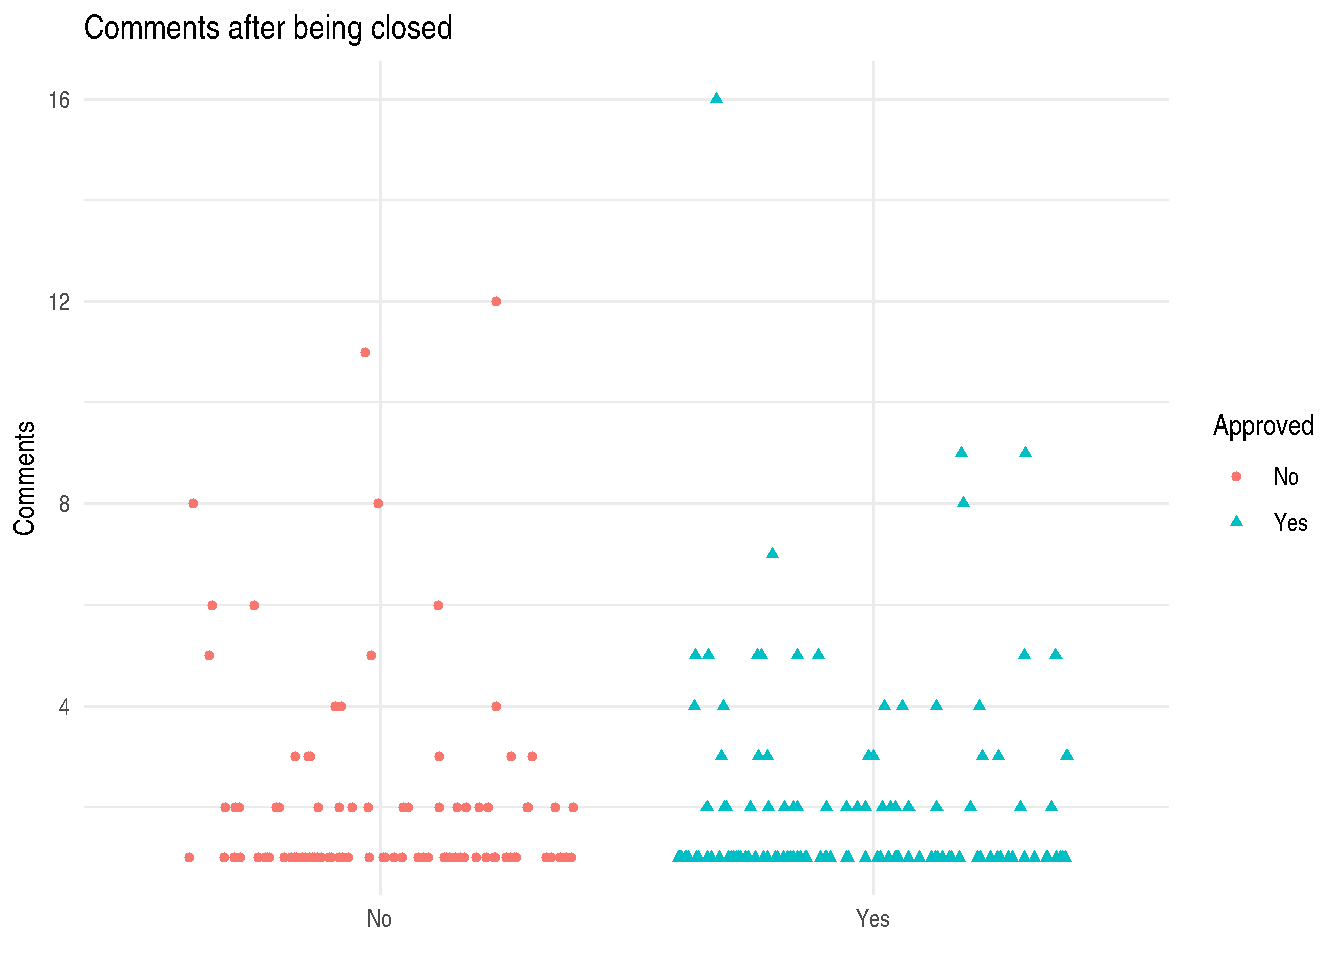 Comments after being closed
16
12
8
4
Comments
No
Yes
Approved
No
Yes